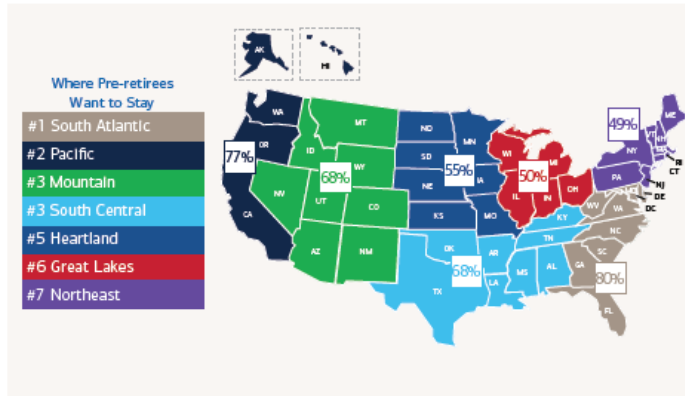 Where Pre-retirees
Want to Stay
#1 South Atlantic
#2 Pacific
#3 Mountain
#3 South Central
#5 Heartland
#6 Great Lakes
#7 Northeast
AK
HI
WA
OR
CA
77%
MT
ID
WY
68%
NV
UT
CO
AZ
NM
ND
MN
SD
55%
IA
NE
KS
MO
WI
MI
50%
IL
IN
OH
49%
ME
VT
NH
NY
RI
CT
PA
NJ
DE
DC
KY
TN
OK
AR
68%
TX
LA
MS
AL
WV
VA
NC
SC
GA
80%
FL